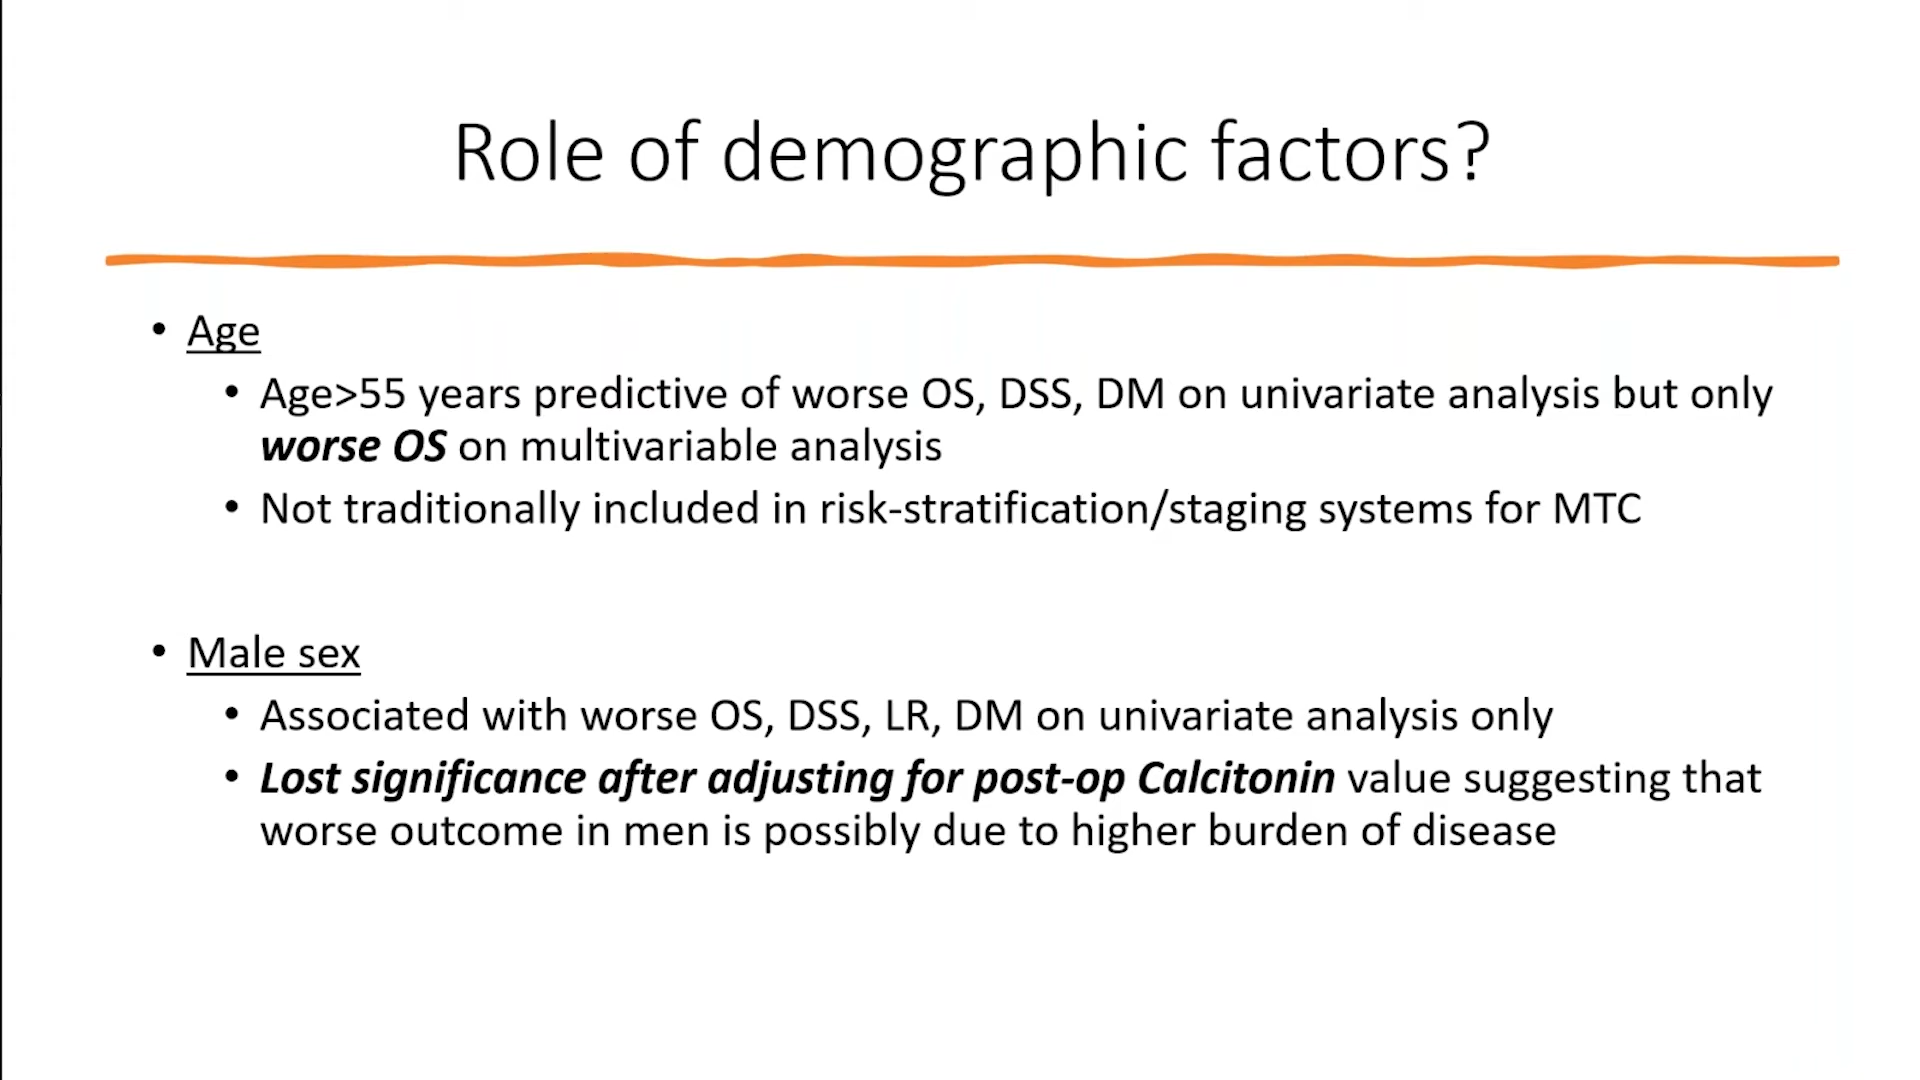 Role of demographic factors?
• Age
• Age>55 years predictive of worse OS, DSS, DM on univariate analysis but only
worse OS on multivariable analysis
• Not traditionally included in risk-stratification/staging systems for MTC
• Male sex
• Associated with worse OS, DSS, LR, DM on univariate analysis only
• Lost significance after adjusting for post-op Calcitonin value suggesting that
worse outcome in men is possibly due to higher burden of disease